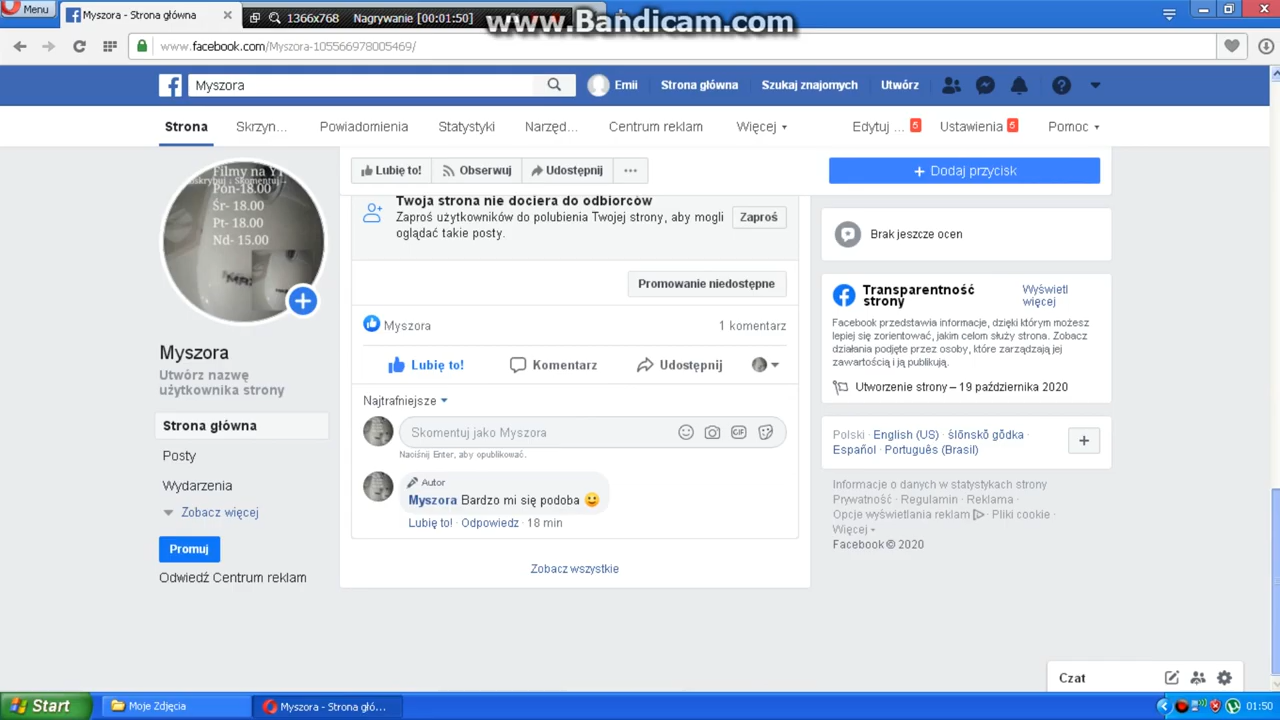 Menu
Myszora - Strona główna
1366x768
Nagrywanie [00:01:50]
www.Bandicam.com
www.facebook.com/Myszora-105566978005469/
Myszora
Emii
Strona główna
Szukaj znajomych
Utwórz
Strona
Skrzyn...
Powiadomienia
Statystyki
Narzęd...
Centrum reklam
Więcej
Edytuj ... 5
Ustawienia 5
Pomoc
Filmy na YT
Skomentuj
Pon-18.00
Śr- 18.00
Pt- 18.00
Nd- 15.00
Myszora
Utwórz nazwę
użytkownika strony
Strona główna
Posty
Wydarzenia
Zobacz więcej
Promuj
Odwiedź Centrum reklam
Lubię to!
Obserwuj
Udostępnij
...
+ Dodaj przycisk
Twoja strona nie dociera do odbiorców
Zaproś użytkowników do polubienia Twojej strony, aby mogli
oglądać takie posty.
Zaproś
Promowanie niedostępne
Myszora
1 komentarz
Lubię to!
Komentarz
Udostępnij
Najtrafniejsze
Skomentuj jako Myszora
GIF
Naciśnij Enter, aby opublikować.
Autor
Myszora Bardzo mi się podoba 😉
Lubię to! · Odpowiedz · 18 min
Zobacz wszystkie
Brak jeszcze ocen
Transparentność
strony
Wyświetl
więcej
Facebook przedstawia informacje, dzięki którym możesz
lepiej się zorientować, jakim celom służy strona. Zobacz
działania podjęte przez osoby, które zarządzają jej
zawartością i ją publikują.
Utworzenie strony – 19 października 2020
Polski · English (US) · ślōnskŏ gŏdka ·
Español · Português (Brasil)
Informacje o danych w statystykach strony
Prywatność · Regulamin · Reklama ·
Opcje wyświetlania reklam · Pliki cookie ·
Więcej
Facebook © 2020
Czat
Start
Moje Zdjęcia
Myszora - Strona głó...
01:50